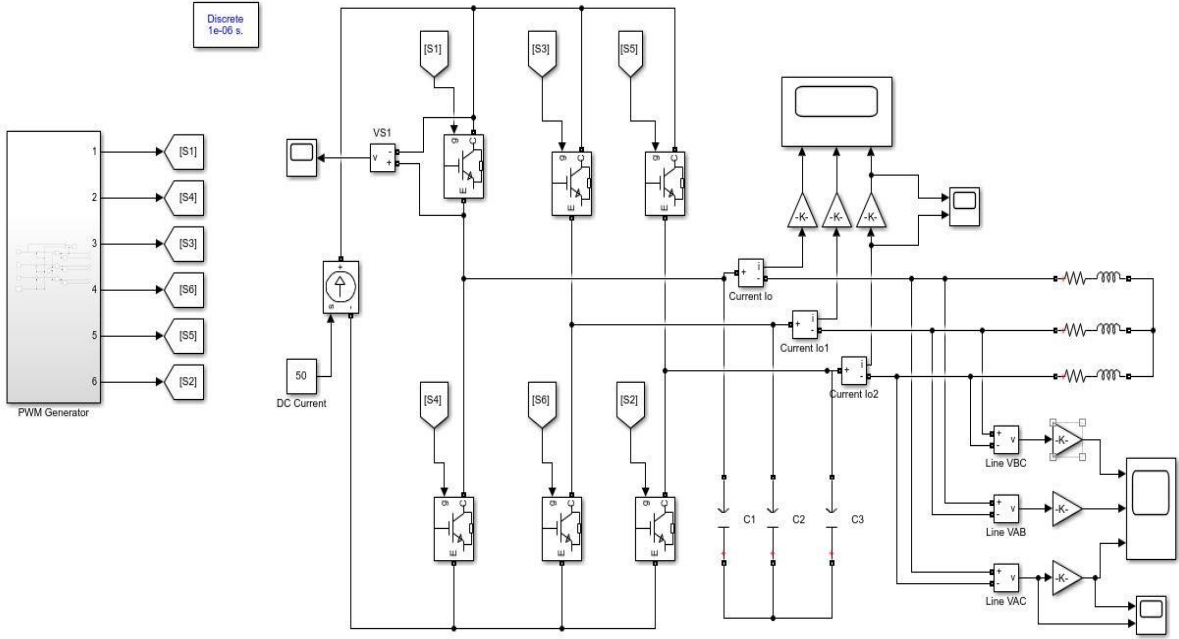 Discrete
1e-06 s.
[S1]
[S3]
[S5]
g
C
E
g
C
E
g
C
E
VS1
v
-
+
1
[S1]
2
[S4]
3
[S3]
4
[S6]
5
[S5]
6
[S2]
PWM Generator
+
s
-
50
DC Current
-K-
-K-
-K-
+
i
-
Current Io
+
i
-
Current Io1
+
i
-
Current Io2
[S4]
[S6]
[S2]
g
C
E
g
C
E
g
C
E
+
C1
+
C2
+
C3
+
-
v
-K-
Line VBC
+
-
v
-K-
Line VAB
+
-
v
-K-
Line VAC